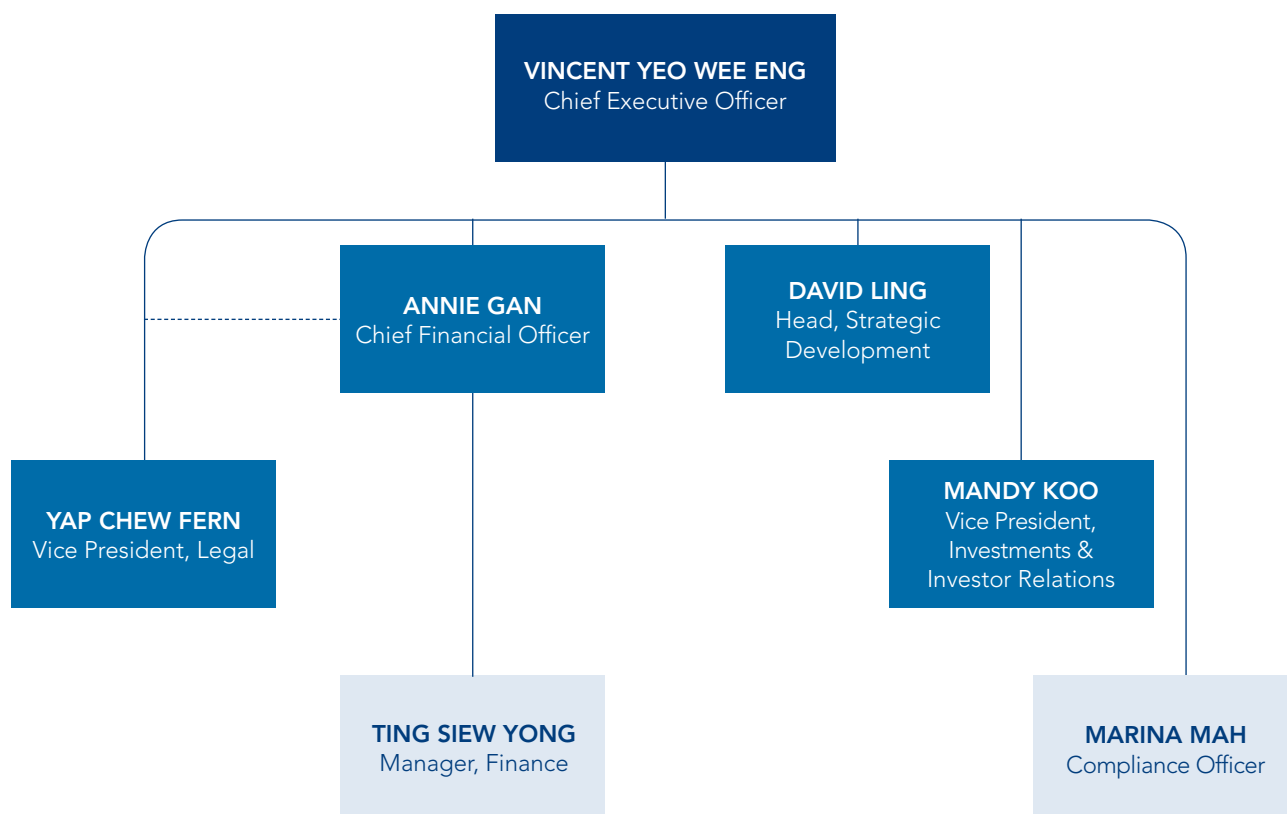 VINCENT YEO WEE ENG
Chief Executive Officer
ANNIE GAN
Chief Financial Officer
DAVID LING
Head, Strategic
Development
YAP CHEW FERN
Vice President, Legal
MANDY KOO
Vice President,
Investments &
Investor Relations
TING SIEW YONG
Manager, Finance
MARINA MAH
Compliance Officer